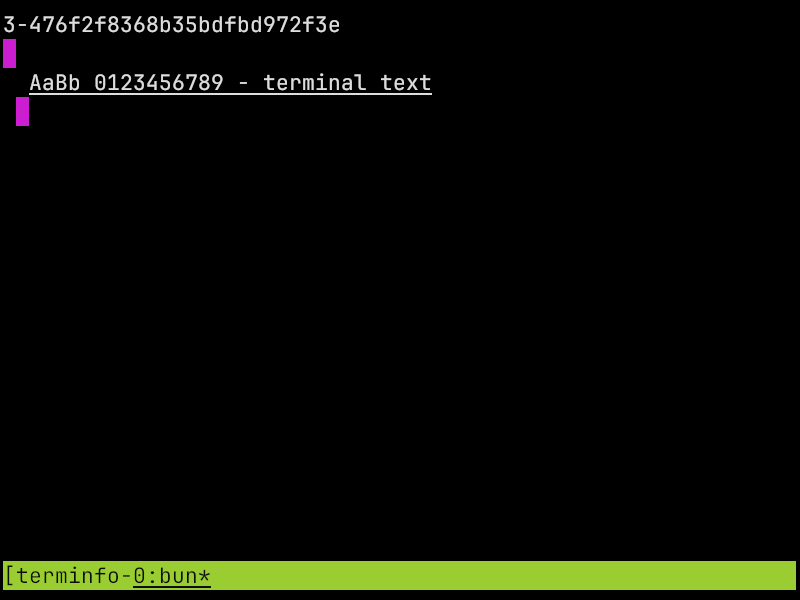 3-476f2f8368b35bdfbd972f3e
AaBb 0123456789 - terminal text
[terminfo-0:bun*